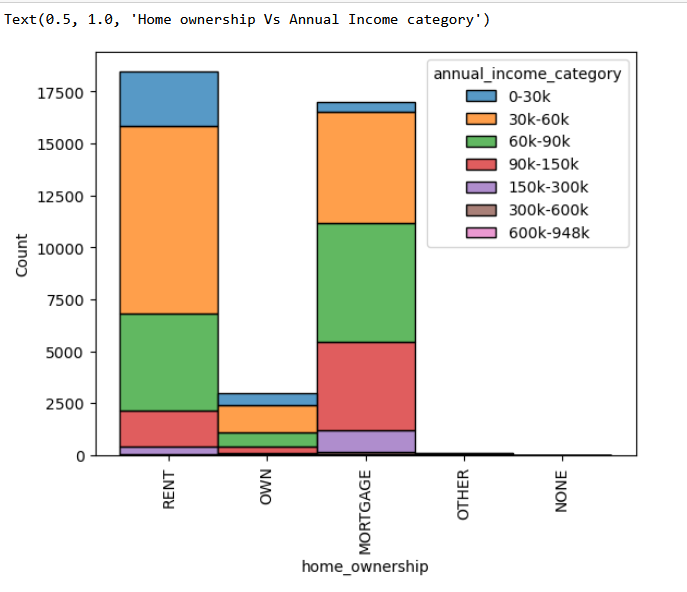 Text(0.5, 1.0, 'Home ownership Vs Annual Income category')
annual_income_category
0-30k
30k-60k
60k-90k
90k-150k
150k-300k
300k-600k
600k-948k
Count
17500
15000
12500
10000
7500
5000
2500
0
RENT
OWN
MORTGAGE
OTHER
NONE
home_ownership